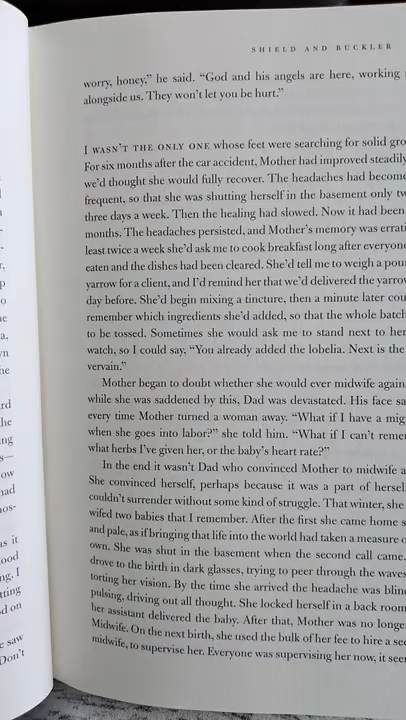 SHIELD AND BUCKLER
worry, honey," he said. "God and his angels are here, working
alongside us. They won't let you be hurt."
I WASN'T THE ONLY ONE whose feet were searching for solid
For six months after the car accident, Mother had improved steadily
we'd thought she would fully recover. The headaches had become
frequent, so that she was shutting herself in the basement only
three days a week. Then the healing had slowed. Now it had been
months. The headaches persisted, and Mother's memory was
least twice a week she'd ask me to cook breakfast long after
eaten and the dishes had been cleared. She'd tell me to weigh a
yarrow for a client, and I'd remind her that we'd delivered the
day before. She'd begin mixing a tincture, then a minute later
remember which ingredients she'd added, so that the whole batch
to be tossed. Sometimes she would ask me to stand next to her
watch, so I could say, "You already added the lobelia. Next is the
vervain."
Mother began to doubt whether she would ever midwife again
while she was saddened by this, Dad was devastated. His face
every time Mother turned a woman away. "What if I have a
when she goes into labor?" she told him. "What if I can't
what herbs I've given her, or the baby's heart rate?"
In the end it wasn't Dad who convinced Mother to midwife
She convinced herself, perhaps because it was a part of
couldn't surrender without some kind of struggle. That winter, she
wifed two babies that I remember. After the first she came home
and pale, as if bringing that life into the world had taken a measure
own. She was shut in the basement when the second call came.
drove to the birth in dark glasses, trying to peer through the waves
torting her vision. By the time she arrived the headache was
pulsing, driving out all thought. She locked herself in a back room
her assistant delivered the baby. After that, Mother was no longer
Midwife. On the next birth, she used the bulk of her fee to hire a
midwife, to supervise her. Everyone was supervising her now, it